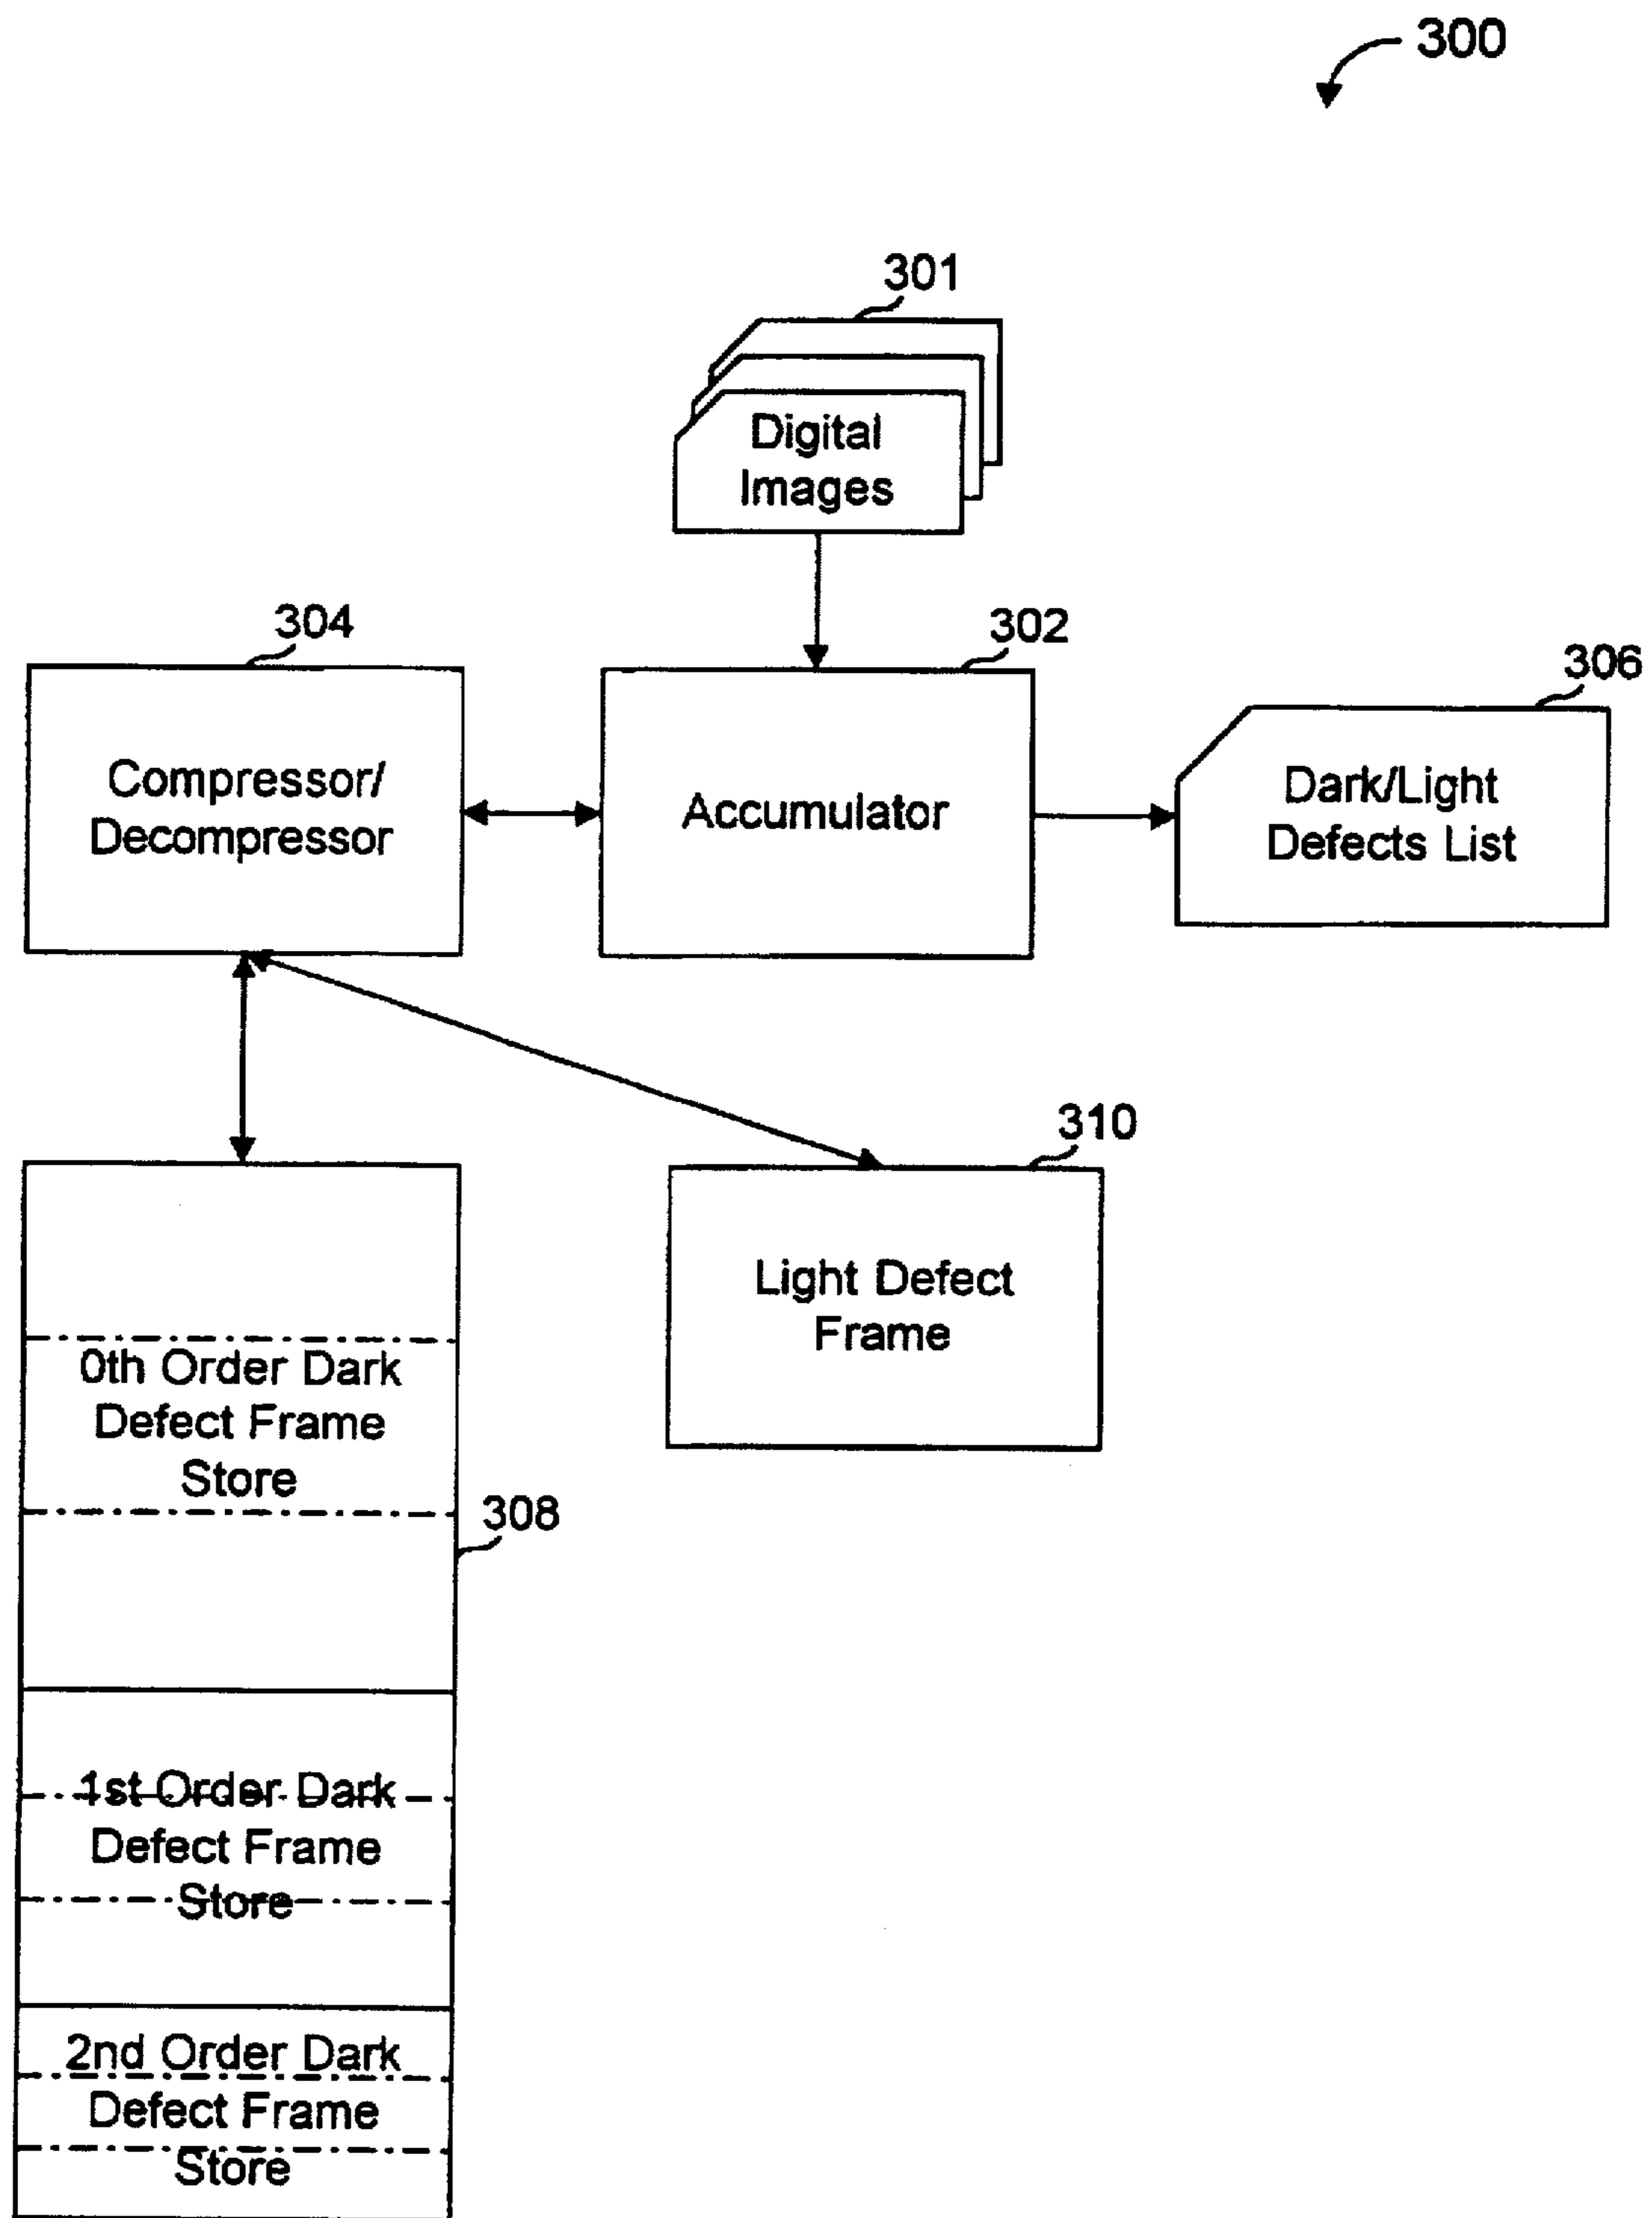 300
301
Digital
Images
304
302
306
Compressor/
Decompressor
Accumulator
Dark/Light
Defects List
310
Light Defect
Frame
0th Order Dark
Defect Frame
Store
308
1st Order Dark
Defect Frame
Store
2nd Order Dark
Defect Frame
Store